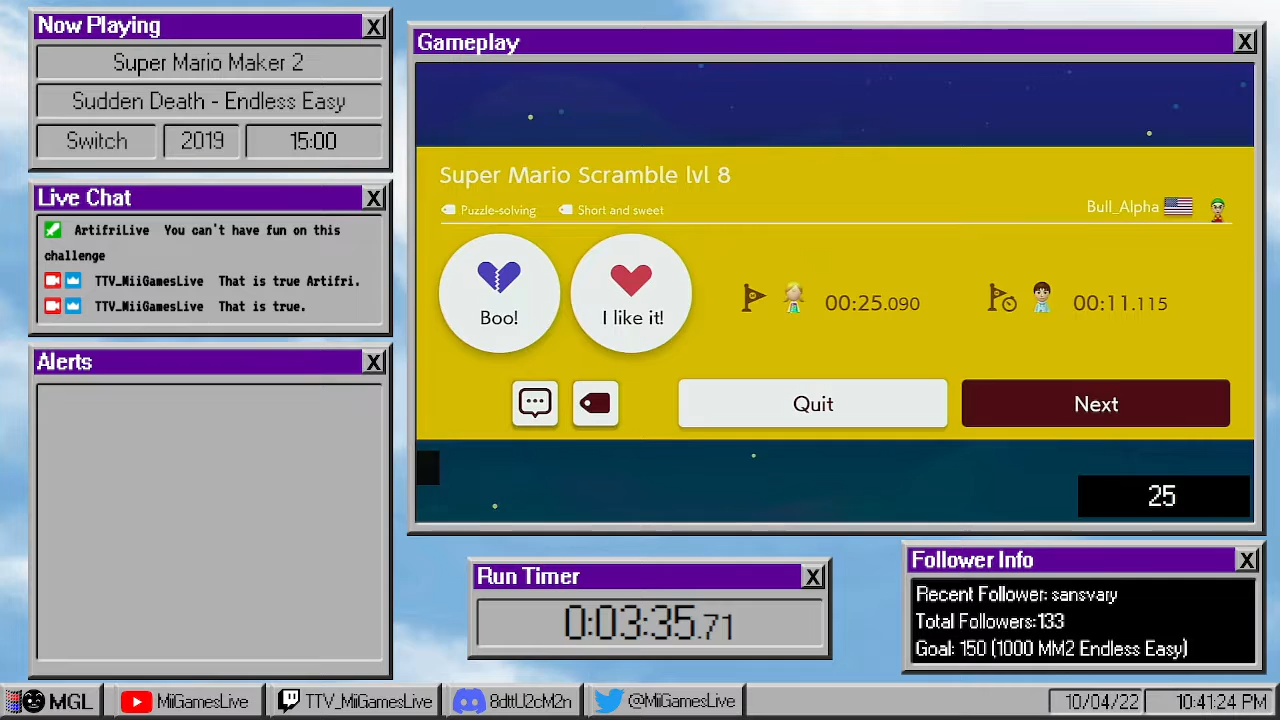 Now Playing
X
Super Mario Maker 2
Sudden Death - Endless Easy
Switch
2019
15:00
Live Chat
X
ArtifriLive You can't have fun on this
challenge
TTV_MiiGamesLive That is true Artifri.
TTV_MiiGamesLive That is true.
Alerts
X
Gameplay
X
Super Mario Scramble lvl 8
Puzzle-solving Short and sweet
Bull_Alpha
Boo!
I like it!
00:25.090
00:11.115
Quit
Next
25
Run Timer
X
0:03:35.71
Follower Info
X
Recent Follower: sansvary
Total Followers:133
Goal: 150 (1000 MM2 Endless Easy)
MGL
MiiGamesLive
TTV_MiiGamesLive
8dttU2cM2n
@MiiGamesLive
10/04/22
10:41:24 PM